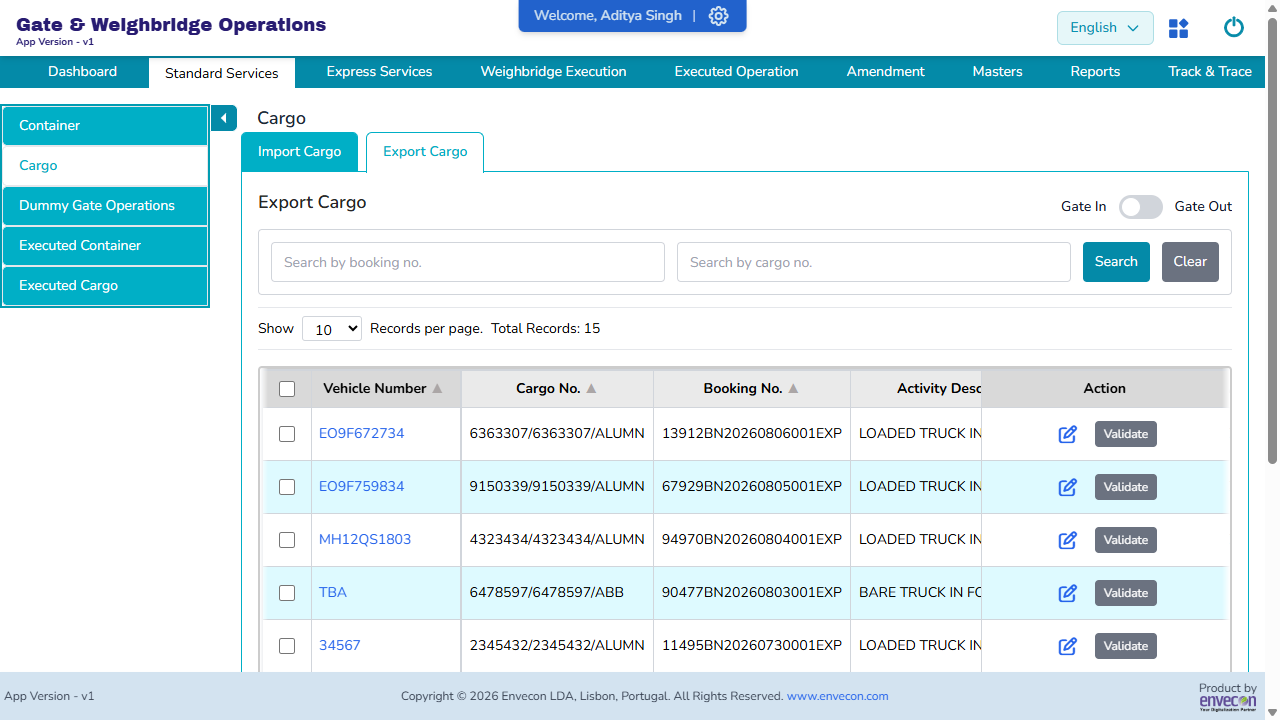 Gate & Weighbridge Operations
App Version - v1
Welcome, Aditya Singh |
English
Dashboard Standard Services Express Services Weighbridge Execution Executed Operation Amendment Masters Reports Track & Trace
Container
Cargo
Dummy Gate Operations
Executed Container
Executed Cargo
Cargo
Import Cargo Export Cargo
Export Cargo
Gate In Gate Out
Search by booking no. Search by cargo no. Search Clear
Show 10 Records per page. Total Records: 15
Vehicle Number Cargo No. Booking No. Activity Desc Action
EO9F672734 6363307/6363307/ALUMN 13912BN20260806001EXP LOADED TRUCK IN Validate
EO9F759834 9150339/9150339/ALUMN 67929BN20260805001EXP LOADED TRUCK IN Validate
MH12QS1803 4323434/4323434/ALUMN 94970BN20260804001EXP LOADED TRUCK IN Validate
TBA 6478597/6478597/ABB 90477BN20260803001EXP BARE TRUCK IN FO Validate
34567 2345432/2345432/ALUMN 11495BN20260730001EXP LOADED TRUCK IN Validate
App Version - v1
Copyright © 2026 Envecon LDA, Lisbon, Portugal. All Rights Reserved. www.envecon.com
Product by
envecon
Your Digitalisation Partner